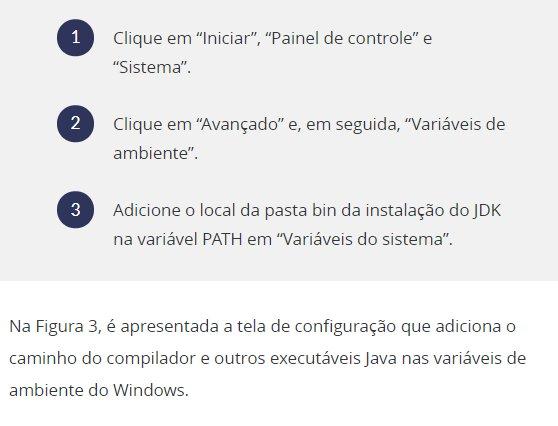 1 Clique em “Iniciar”, “Painel de controle” e
“Sistema”.
2 Clique em “Avançado” e, em seguida, “Variáveis de
ambiente”.
3 Adicione o local da pasta bin da instalação do JDK
na variável PATH em “Variáveis do sistema”.
Na Figura 3, é apresentada a tela de configuração que adiciona o
caminho do compilador e outros executáveis Java nas variáveis de
ambiente do Windows.